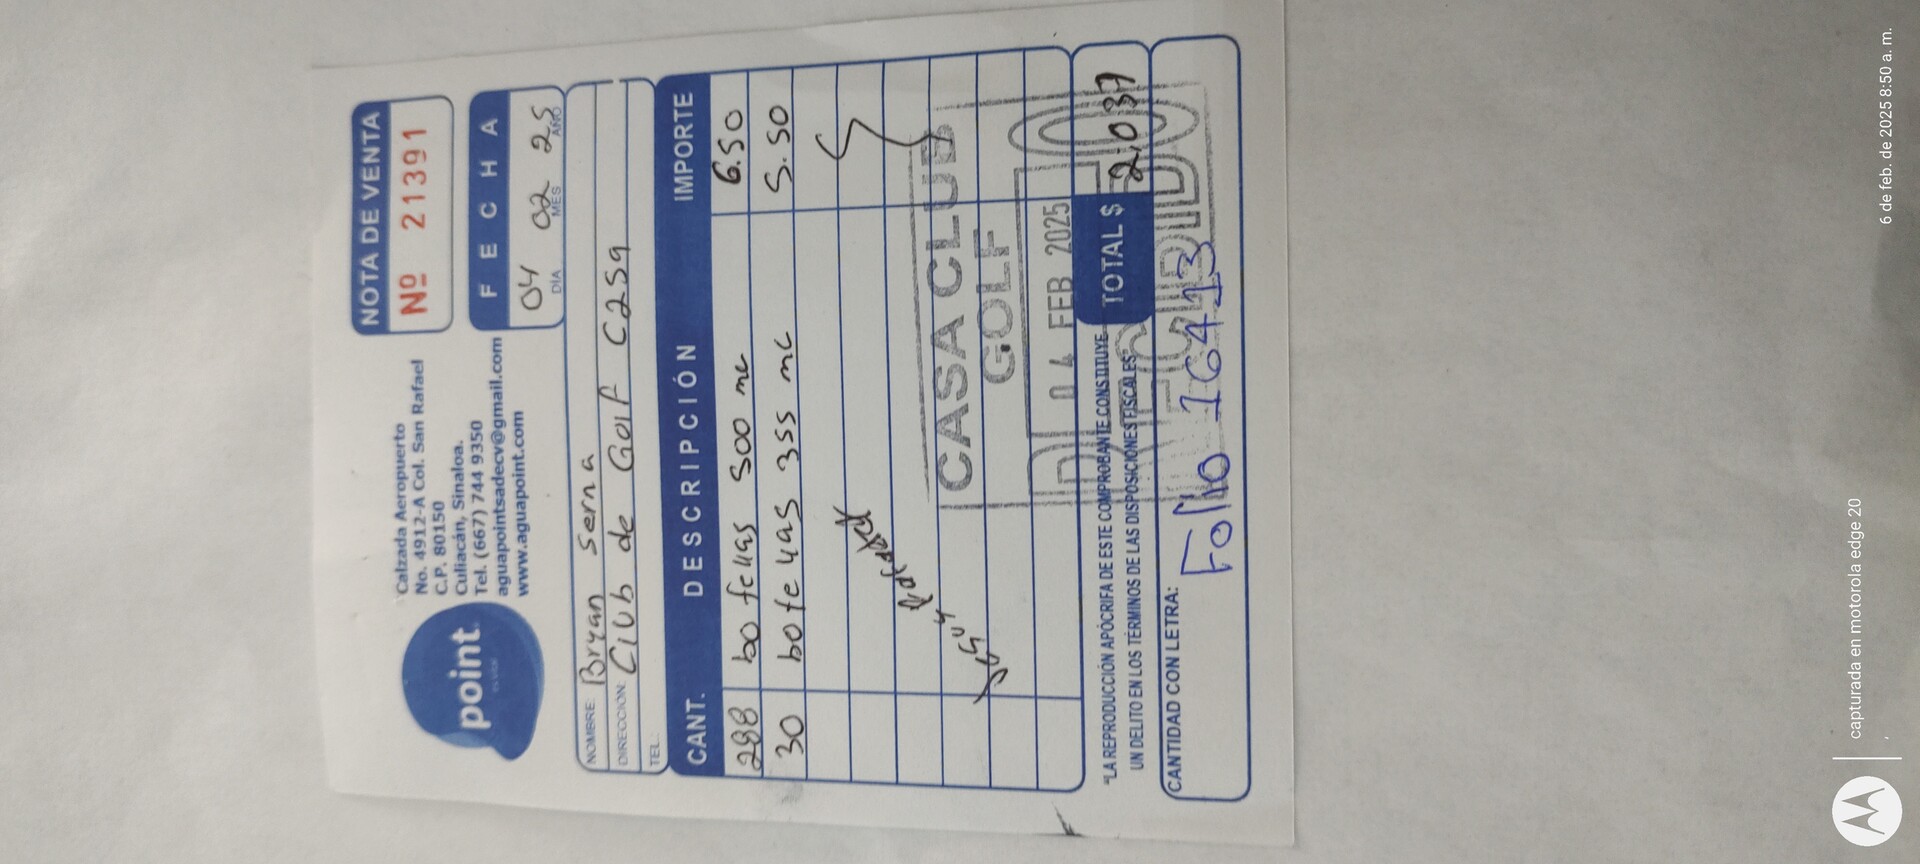 point
Calzada Aeropuerto
No. 4912-A Col. San Rafael
C.P. 80150
Culiacán, Sinaloa.
Tel. (667) 744 9350
aguapointsadecv@gmail.com
www.aguapoint.com
NOTA DE VENTA
Nº 21391
FECHA
04 02 25
DIA MES AÑO
NOMBRE: Bryan Serna
DIRECCIÓN: Club de Golf casa
TEL.
CANT. DESCRIPCIÓN IMPORTE
288 botellas 500 ml 6.50
30 botellas 355 ml 5.50
CASA CLUB
GOLF
04 FEB 2025
RECIBIDO
"LA REPRODUCCIÓN APÓCRIFA DE ESTE COMPROBANTE CONSTITUYE
UN DELITO EN LOS TÉRMINOS DE LAS DISPOSICIONES FISCALES"
TOTAL $ 2,037
CANTIDAD CON LETRA:
Folio 16413
capturada en motorola edge 20
6 de feb. de 2025 8:50 a. m.